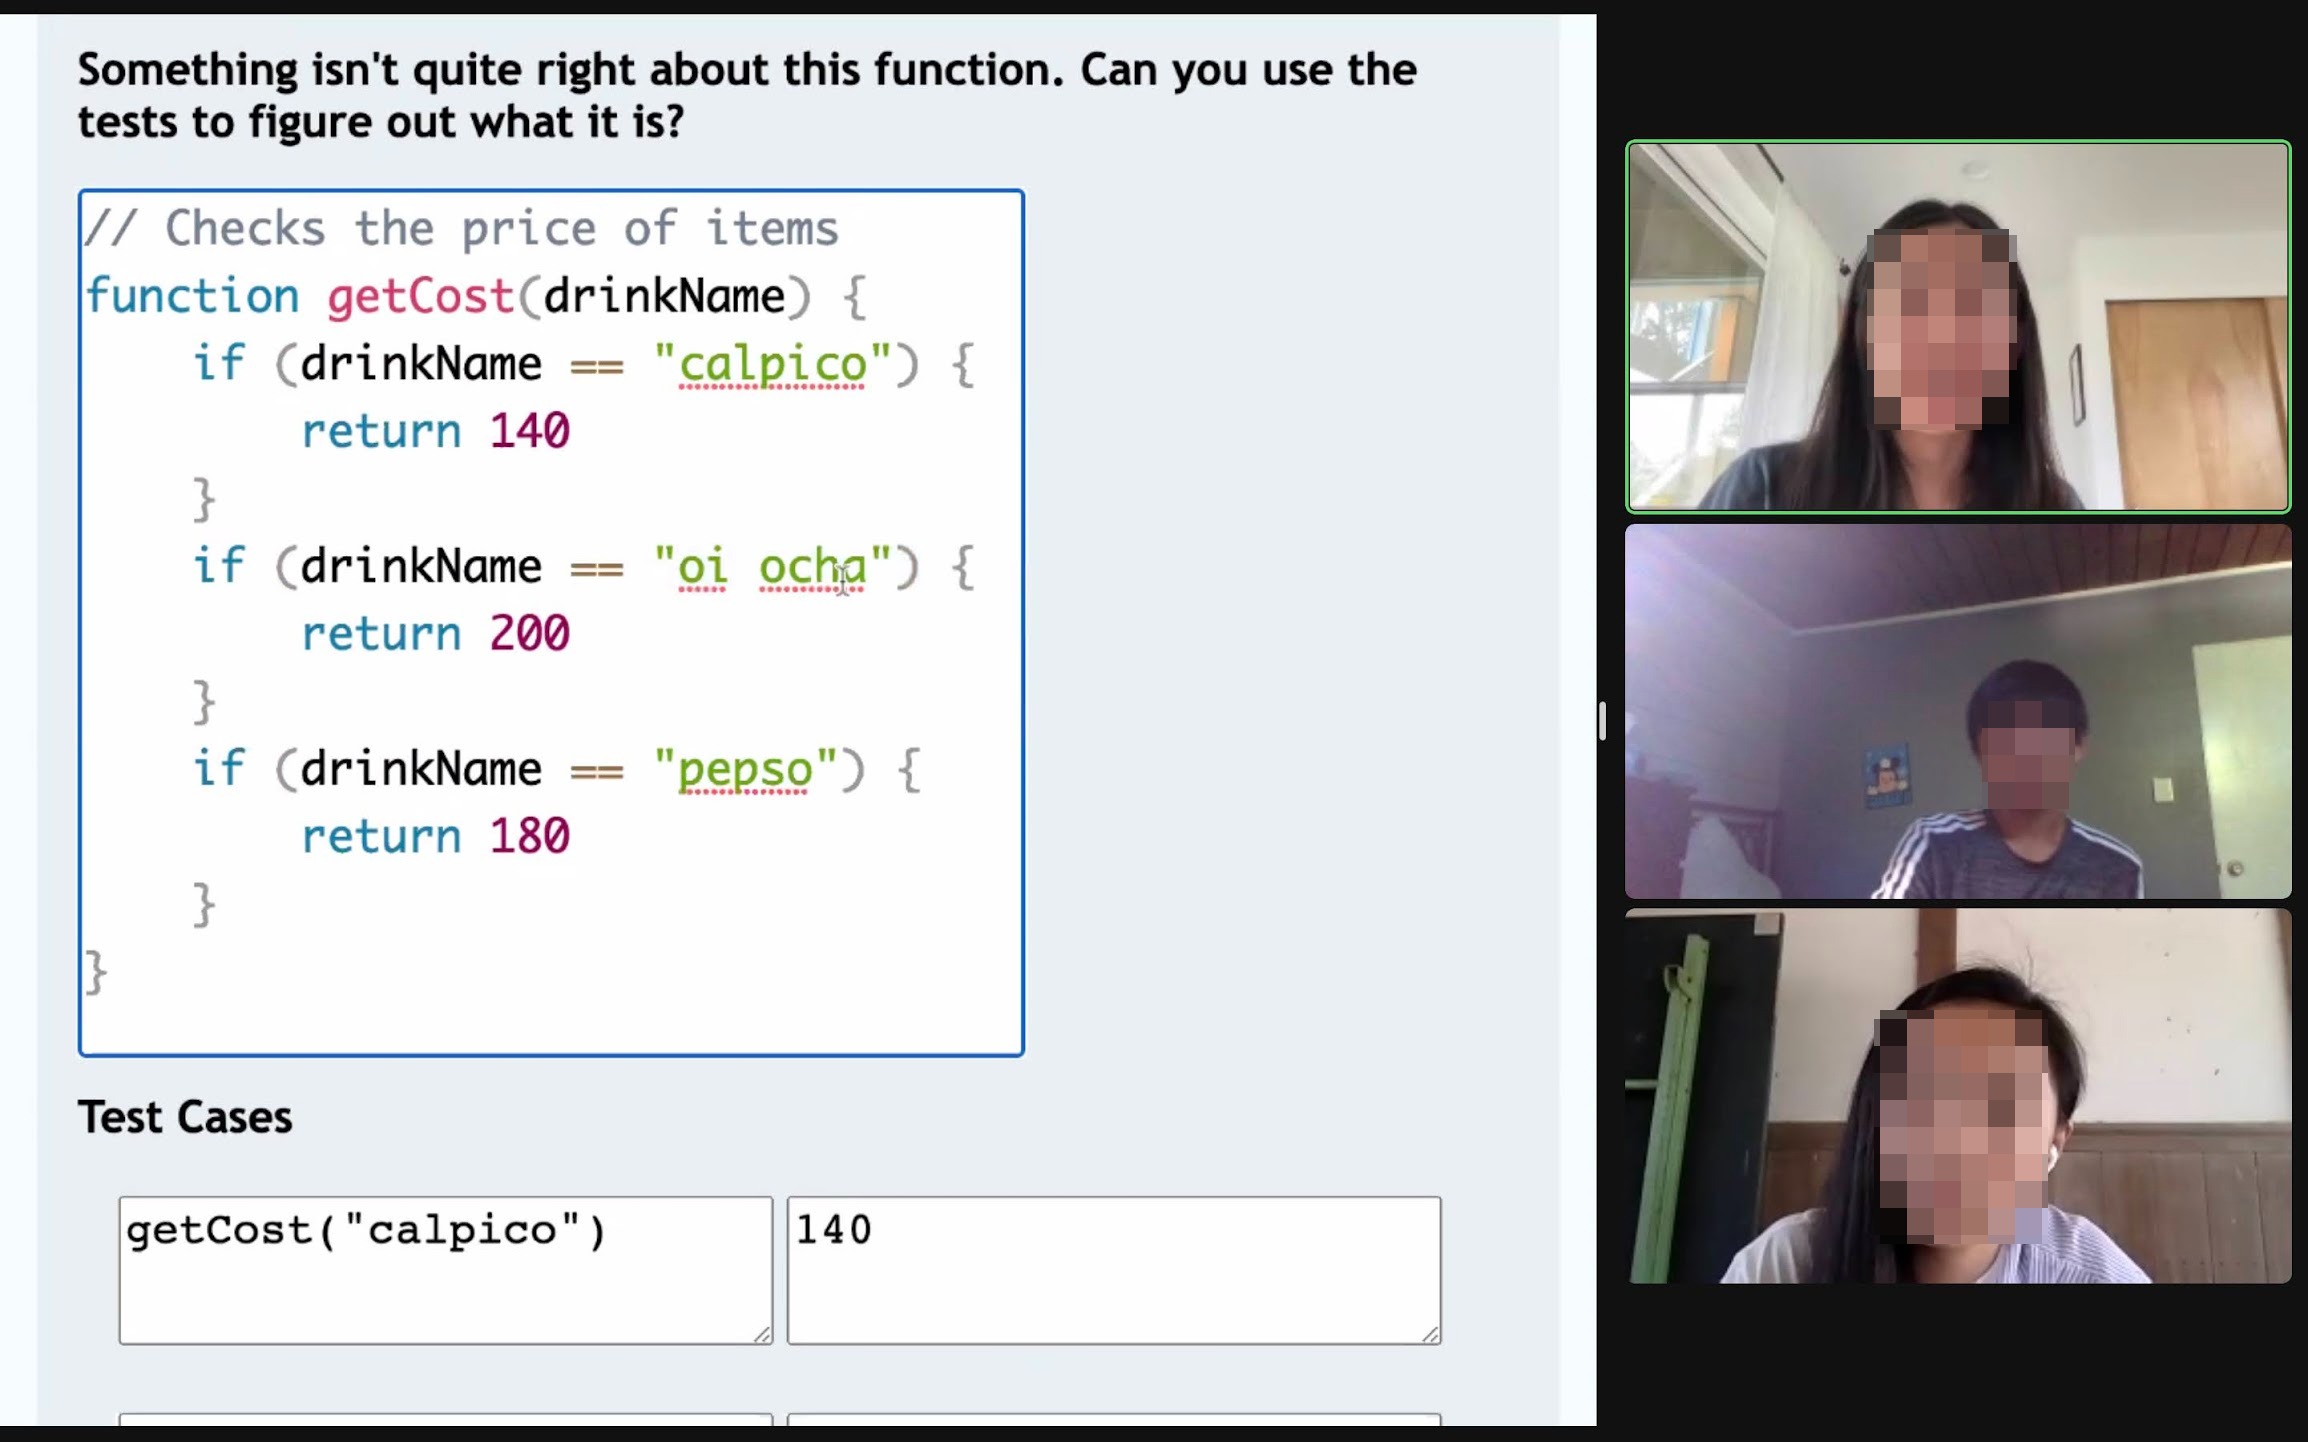 Something isn't quite right about this function. Can you use the
tests to figure out what it is?
// Checks the price of items
function getCost(drinkName) {
    if (drinkName == "calpico") {
        return 140
    }
    if (drinkName == "oi ocha") {
        return 200
    }
    if (drinkName == "pepso") {
        return 180
    }
}
Test Cases
getCost("calpico")
140